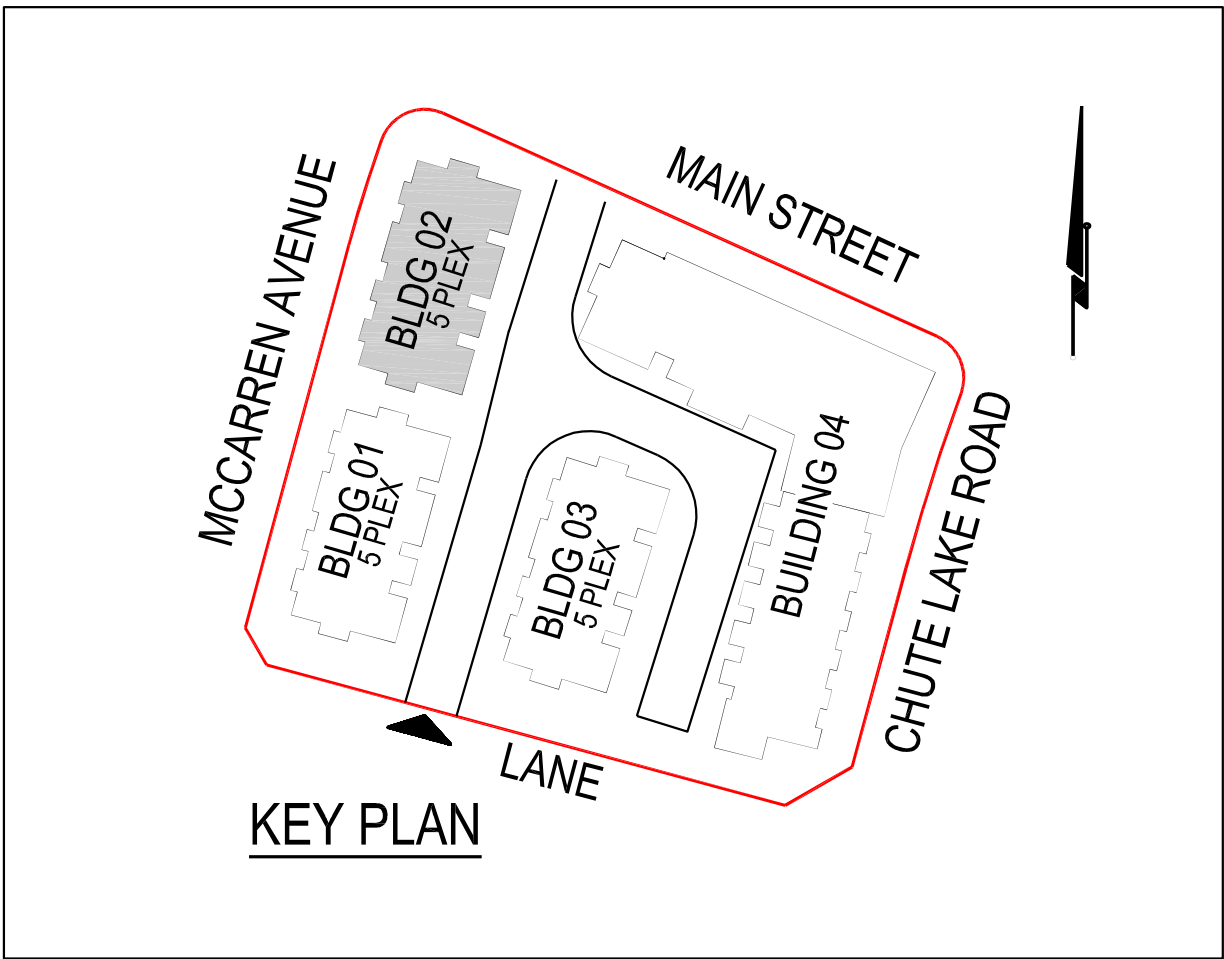 MAIN STREET
MCCARREN AVENUE
BLDG 02
5 PLEX
BLDG 01
5 PLEX
BLDG 03
5 PLEX
BUILDING 04
CHUTE LAKE ROAD
LANE
KEY PLAN